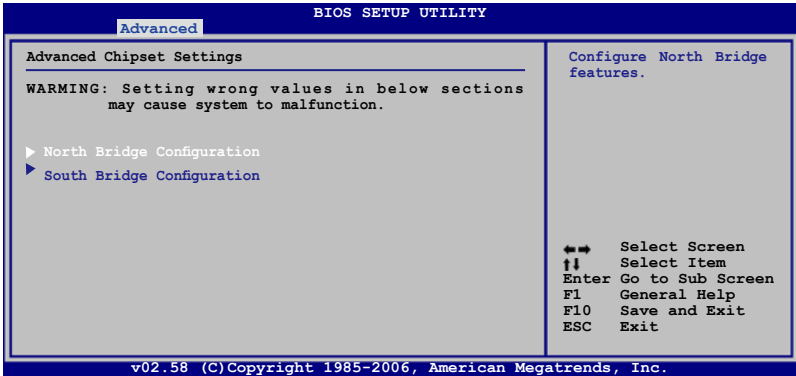 BIOS SETUP UTILITY
Advanced
Advanced Chipset Settings
WARMING: Setting wrong values in below sections
may cause system to malfunction.
North Bridge Configuration
South Bridge Configuration
Configure North Bridge
features.
Select Screen
Select Item
Enter Go to Sub Screen
F1 General Help
F10 Save and Exit
ESC Exit
v02.58 (C)Copyright 1985-2006, American Megatrends, Inc.